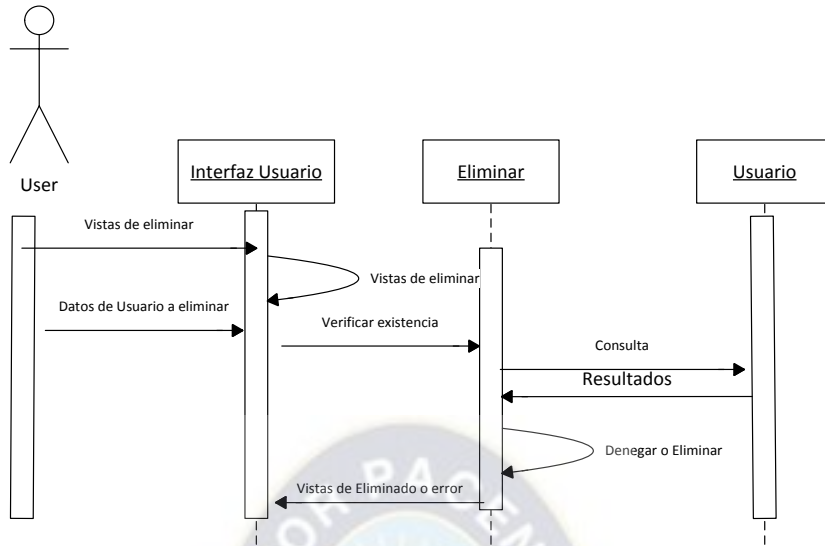 User
Interfaz Usuario
Eliminar
Usuario
Vistas de eliminar
Vistas de eliminar
Datos de Usuario a eliminar
Verificar existencia
Consulta
Resultados
Denegar o Eliminar
Vistas de Eliminado o error